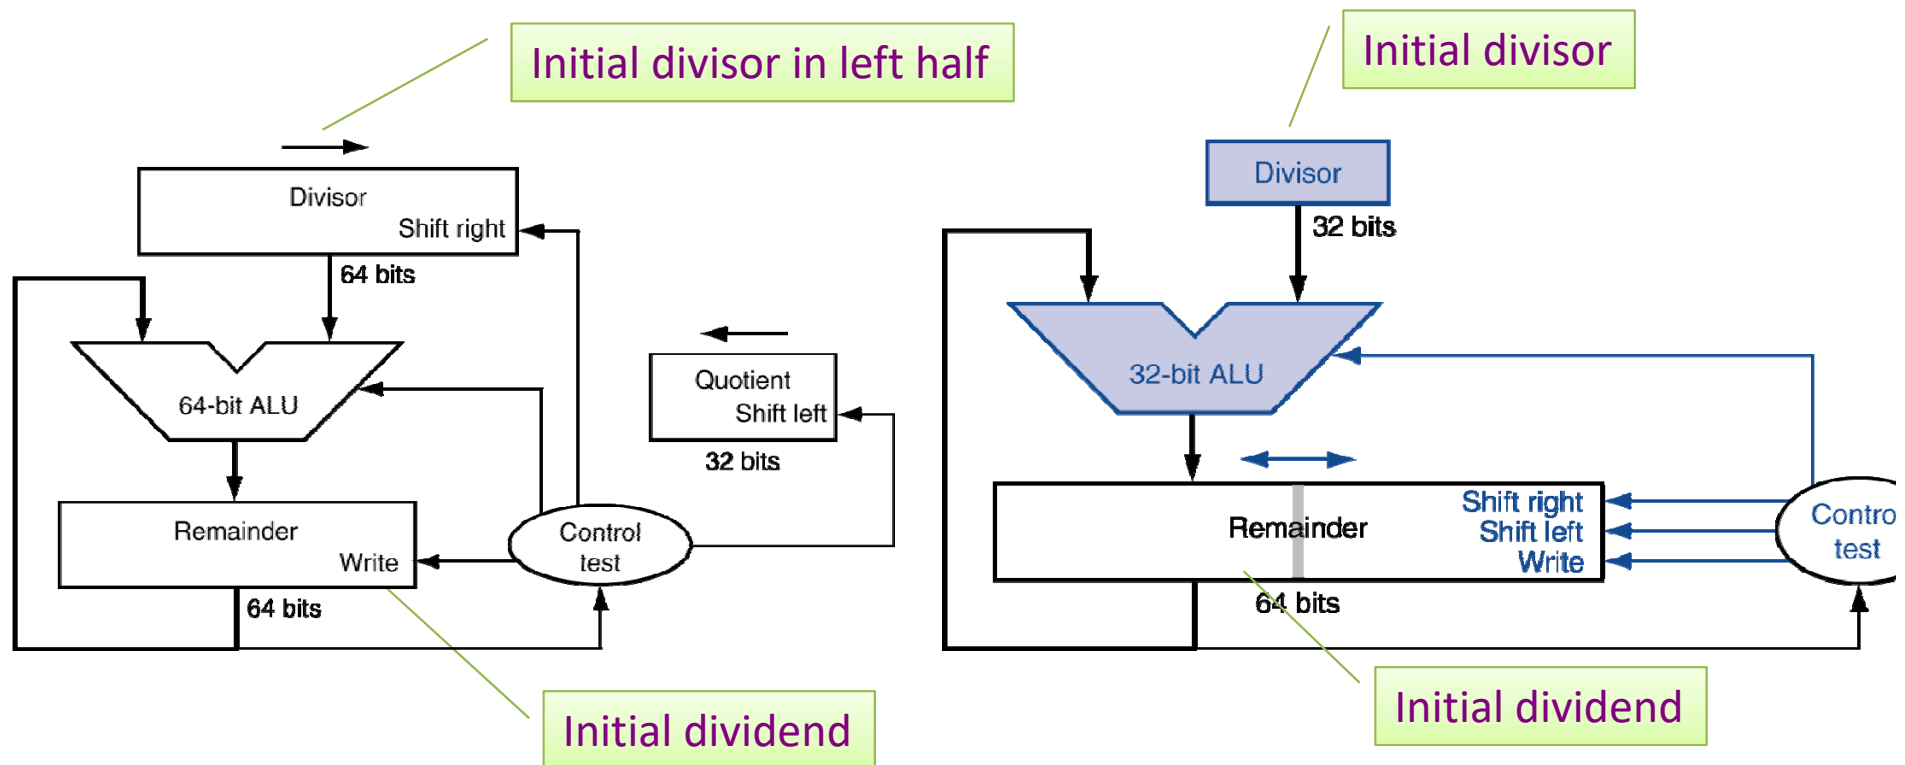 Initial divisor in left half
Divisor
Shift right
64 bits
64-bit ALU
Quotient
Shift left
32 bits
Remainder
Write
64 bits
Control
test
Initial dividend
Initial divisor
Divisor
32 bits
32-bit ALU
Remainder
Shift right
Shift left
Write
64 bits
Contro
test
Initial dividend